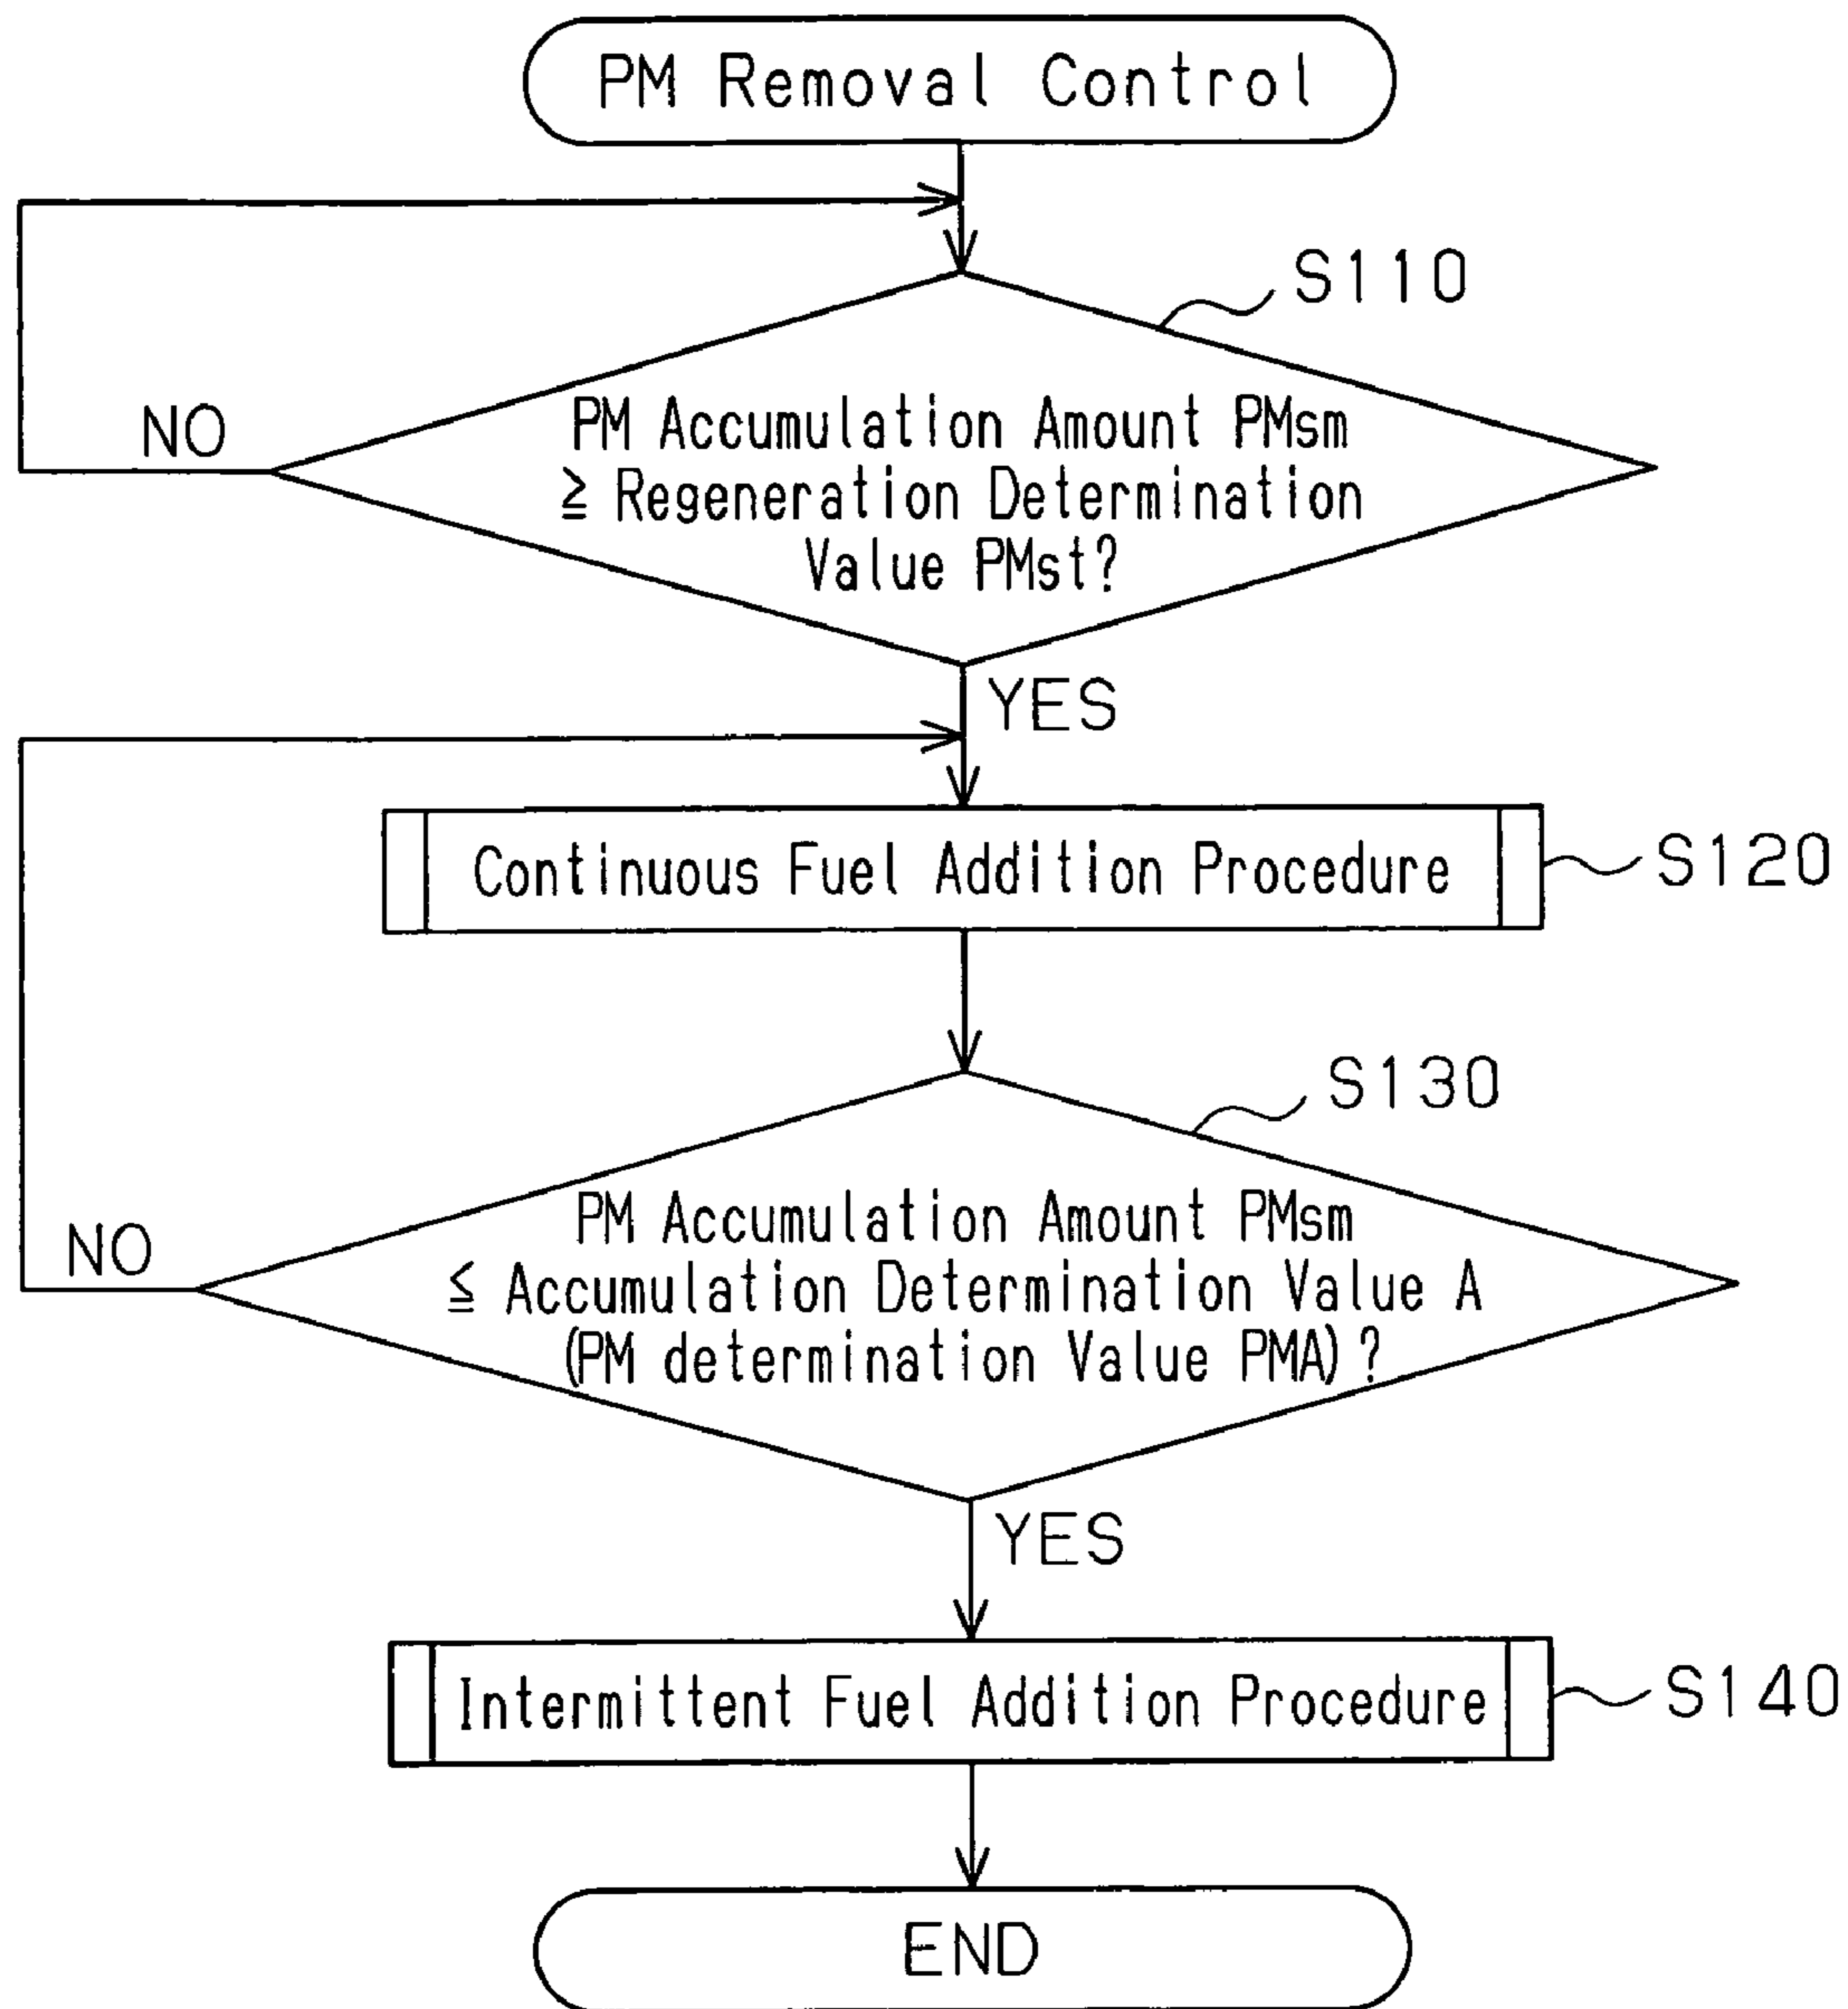 PM Removal Control
S110
PM Accumulation Amount PMsm
≧ Regeneration Determination
Value PMst?
NO
YES
Continuous Fuel Addition Procedure
S120
S130
PM Accumulation Amount PMsm
≦ Accumulation Determination Value A
(PM determination Value PMA)?
NO
YES
Intermittent Fuel Addition Procedure
S140
END